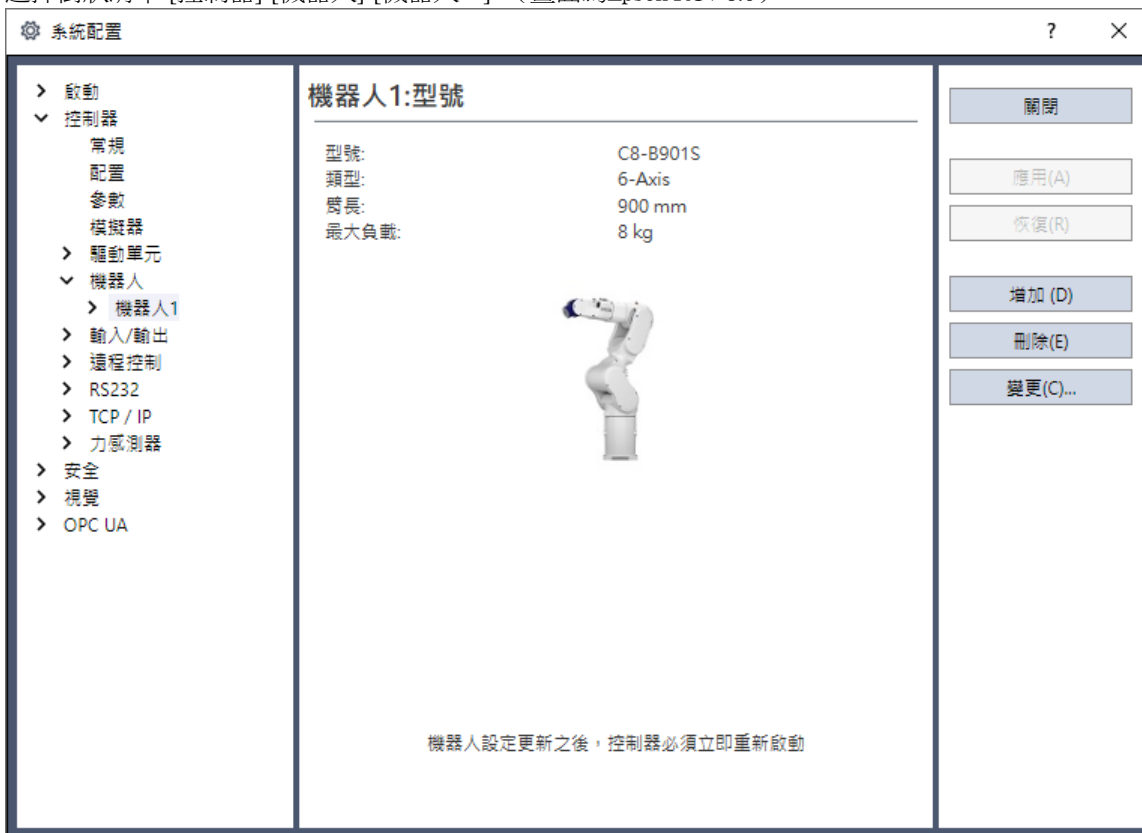 系統配置
?
啟動
控制器
常規
配置
參數
模擬器
驅動單元
機器人
機器人1
輸入/輸出
遠程控制
RS232
TCP / IP
力感測器
安全
視覺
OPC UA
機器人1:型號
型號: C8-B901S
類型: 6-Axis
臂長: 900 mm
最大負載: 8 kg
機器人設定更新之後，控制器必須立即重新啟動
關閉
應用(A)
恢復(R)
增加 (D)
刪除(E)
變更(C)...